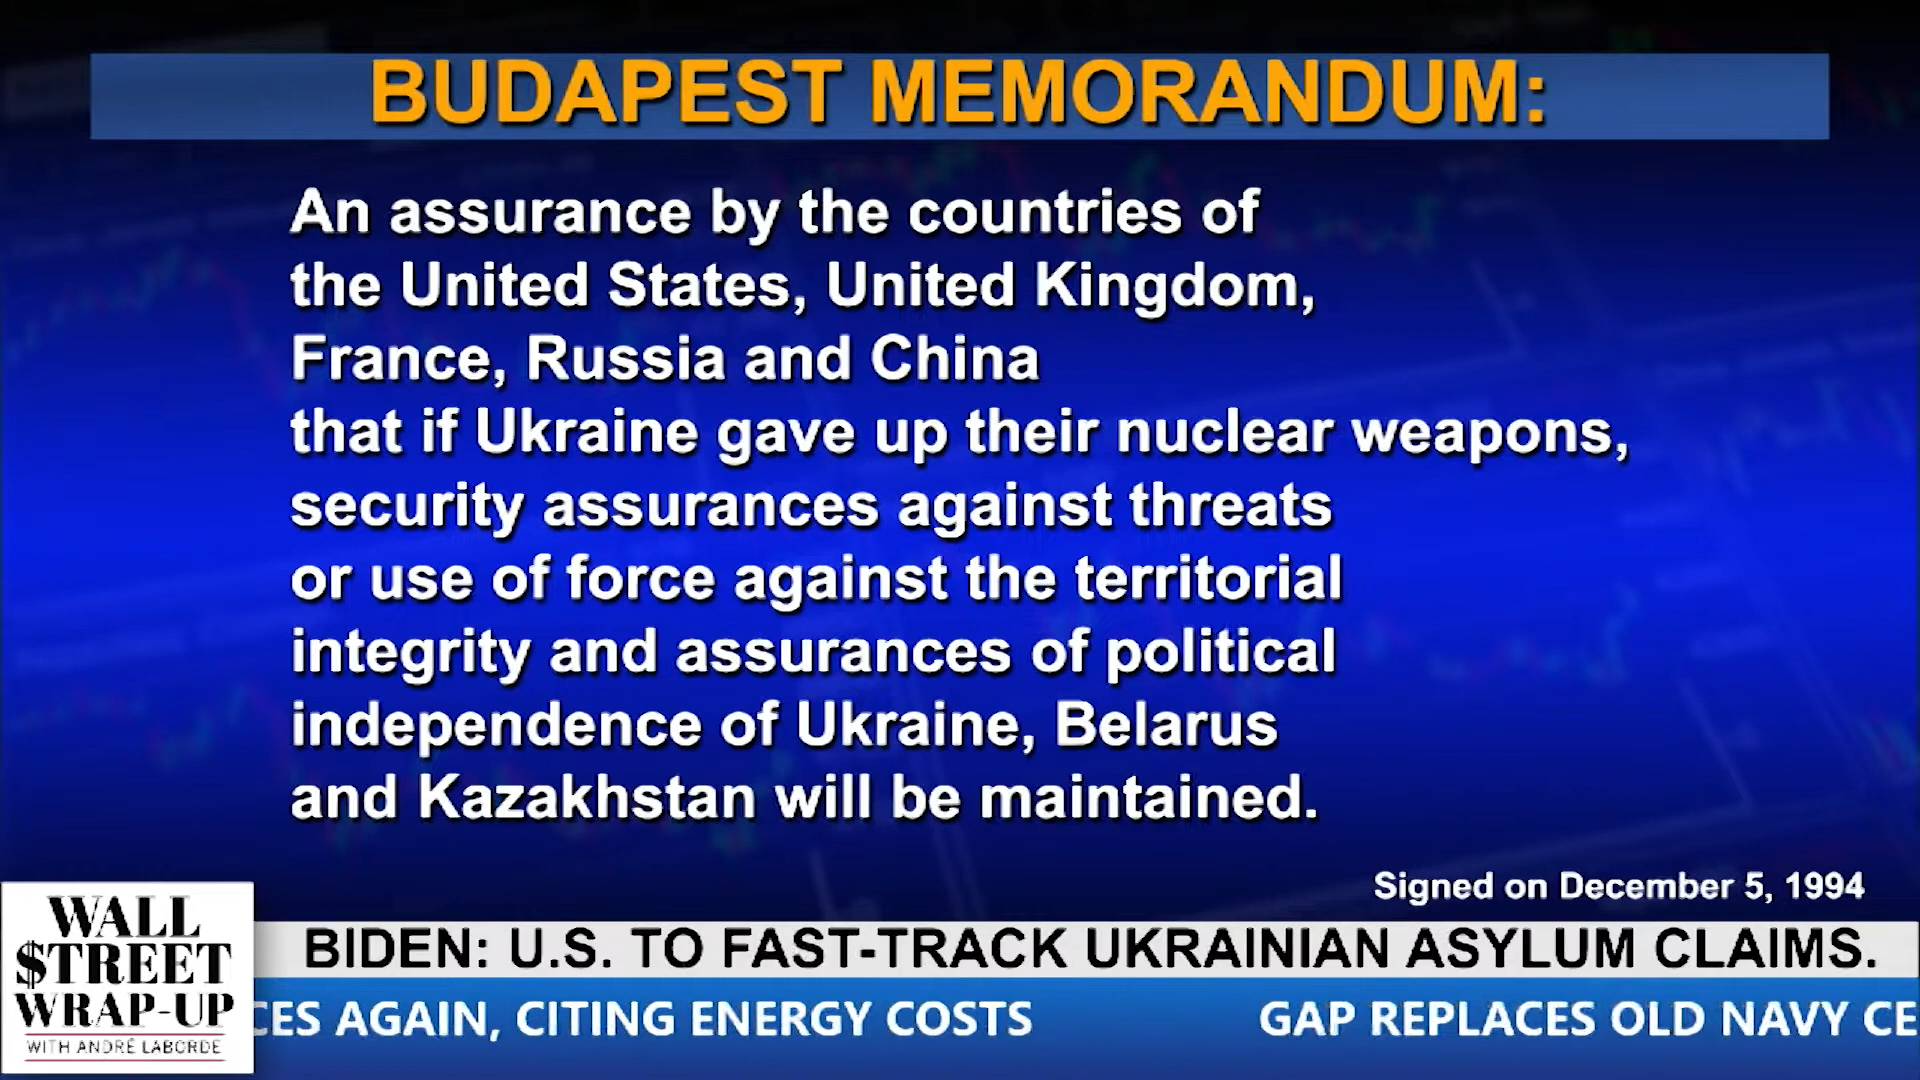 BUDAPEST MEMORANDUM:
An assurance by the countries of
the United States, United Kingdom,
France, Russia and China
that if Ukraine gave up their nuclear weapons,
security assurances against threats
or use of force against the territorial
integrity and assurances of political
independence of Ukraine, Belarus
and Kazakhstan will be maintained.
Signed on December 5, 1994
WALL
$TREET
WRAP-UP
WITH ANDRÉ LABORDE
BIDEN: U.S. TO FAST-TRACK UKRAINIAN ASYLUM CLAIMS.
CES AGAIN, CITING ENERGY COSTS GAP REPLACES OLD NAVY CE